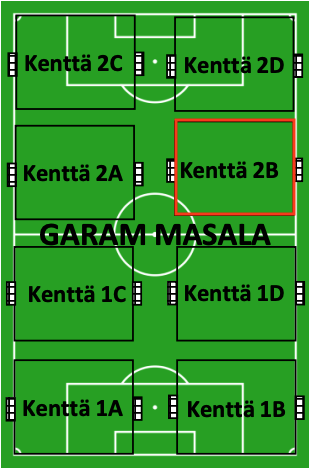 Kenttä 2C
Kenttä 2D
Kenttä 2A
Kenttä 2B
GARAM MASALA
Kenttä 1C
Kenttä 1D
Kenttä 1A
Kenttä 1B